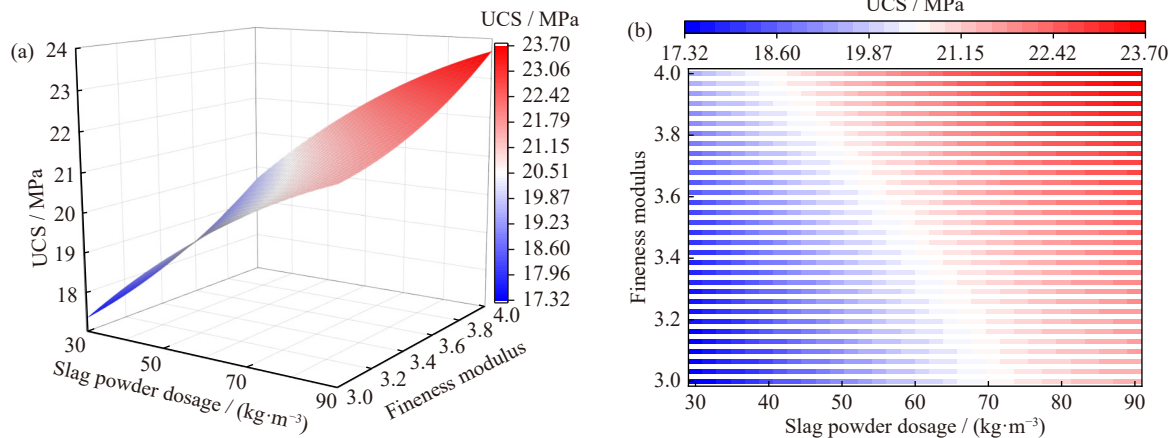 (a)
UCS / MPa
24
23
22
21
20
19
18
UCS / MPa
30
50
70
90
Slag powder dosage / (kg·m⁻³)
3.0
3.2
3.4
3.6
3.8
4.0
Fineness modulus
UCS / MPa
23.70
23.06
22.42
21.79
21.15
20.51
19.87
19.23
18.60
17.96
17.32
(b)
UCS / MPa
17.32 18.60 19.87 21.15 22.42 23.70
4.0
3.8
3.6
3.4
3.2
3.0
Fineness modulus
30 40 50 60 70 80 90
Slag powder dosage / (kg·m⁻³)